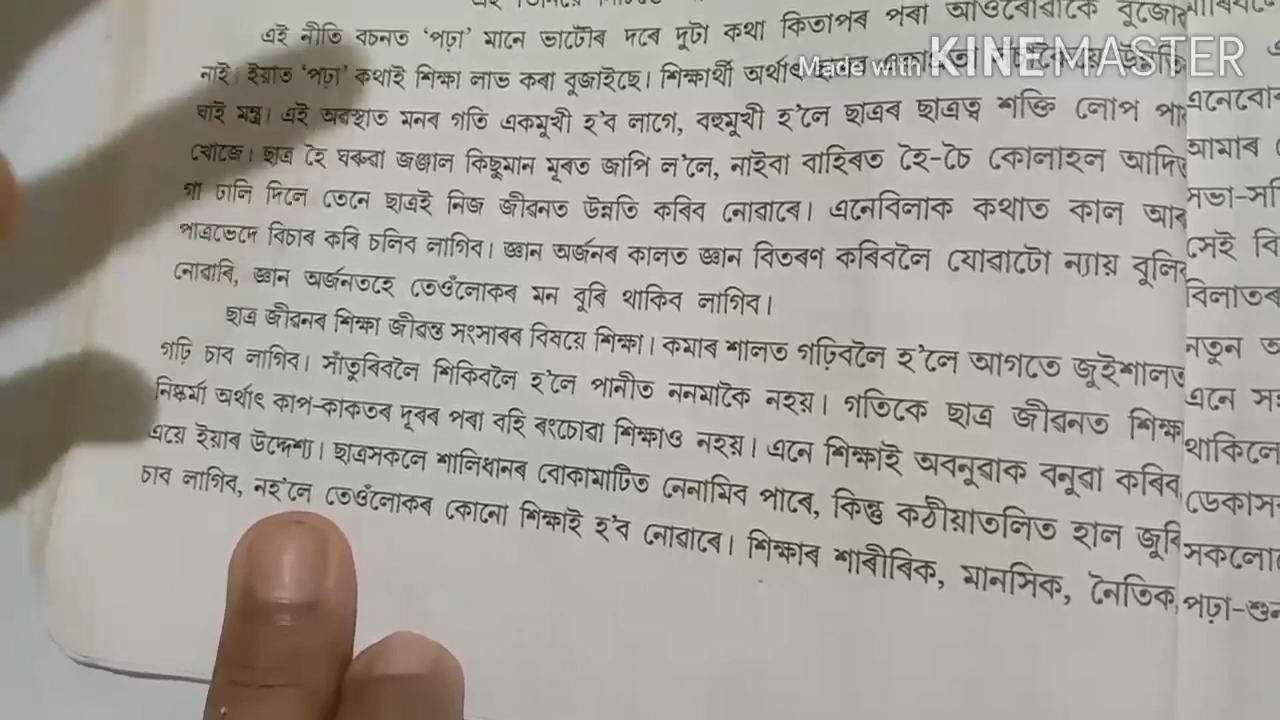 এই নীতি বচনত ‘পঢ়া’ মানে ভাটৌৰ দৰে দুটা কথা কিতাপৰ পৰা আওৰোৱাকে বুজোৱা
নাই। ইয়াত ‘পঢ়া’ কথাই শিক্ষা লাভ কৰা বুজাইছে। শিক্ষাৰ্থী অৰ্থাৎ
Made with KINEMASTER
ঘাই মন্ত্ৰ। এই অৱস্থাত মনৰ গতি একমুখী হ’ব লাগে, বহুমুখী হ’লে ছাত্ৰৰ ছাত্ৰত্ব শক্তি লোপ পা
খোজে। ছাত্ৰ হৈ ঘৰুৱা জঞ্জাল কিছুমান মূৰত জাপি ল’লে, নাইবা বাহিৰত হৈ-চৈ কোলাহল আদিত
গা ঢালি দিলে তেনে ছাত্ৰই নিজ জীৱনত উন্নতি কৰিব নোৱাৰে। এনেবিলাক কথাত কাল আৰ
পাত্ৰভেদে বিচাৰ কৰি চলিব লাগিব। জ্ঞান অৰ্জনৰ কালত জ্ঞান বিতৰণ কৰিবলৈ যোৱাটো ন্যায় বুলি
নোৱাৰি, জ্ঞান অৰ্জনতহে তেওঁলোকৰ মন বুৰি থাকিব লাগিব।
ছাত্ৰ জীৱনৰ শিক্ষা জীৱন্ত সংসাৰৰ বিষয়ে শিক্ষা। কমাৰ শালত গঢ়িবলৈ হ’লে আগতে জুইশালত
গঢ়ি চাব লাগিব। সাঁতুৰিবলৈ শিকিবলৈ হ’লে পানীত ননমাকৈ নহয়। গতিকে ছাত্ৰ জীৱনত শিক্ষা
নিষ্কৰ্মা অৰ্থাৎ কাপ-কাকতৰ দূৰৰ পৰা বহি ৰংচোৱা শিক্ষাও নহয়। এনে শিক্ষাই অবনুৱাক বনুৱা কৰিব,
এয়ে ইয়াৰ উদ্দেশ্য। ছাত্ৰসকলে শালিধানৰ বোকামাটিত নেনামিব পাৰে, কিন্তু কঠীয়াতলিত হাল জুৰি
চাব লাগিব, নহ’লে তেওঁলোকৰ কোনো শিক্ষাই হ’ব নোৱাৰে। শিক্ষাৰ শাৰীৰিক, মানসিক, নৈতিক,
এনেবোৰ
আমাৰ
সভা-সমি
সেই বি
বিলাতৰ
নতুন
এনে
থাকিলে
ডেকাস
সকলো
পঢ়া-শুন